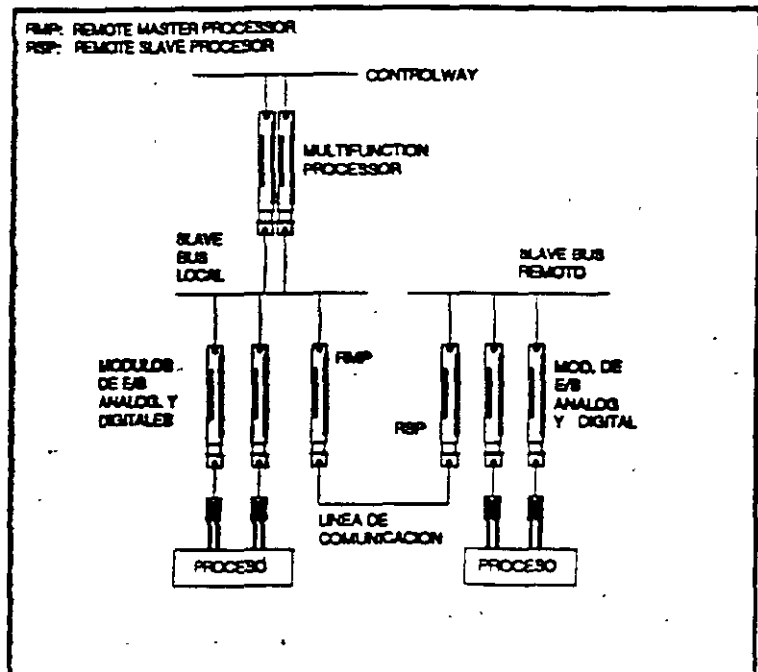 RMP: REMOTE MASTER PROCESSOR
RSP: REMOTE SLAVE PROCESOR
CONTROLWAY
MULTIFUNCTION
PROCESSOR
SLAVE
BUS
LOCAL
SLAVE BUS
REMOTO
MODULOS
DE E/S
ANALOG. Y
DIGITALES
RMP
RSP
MOD. DE
E/S
ANALOG
Y DIGITAL
LINEA DE
COMUNICACION
PROCESO
PROCESO